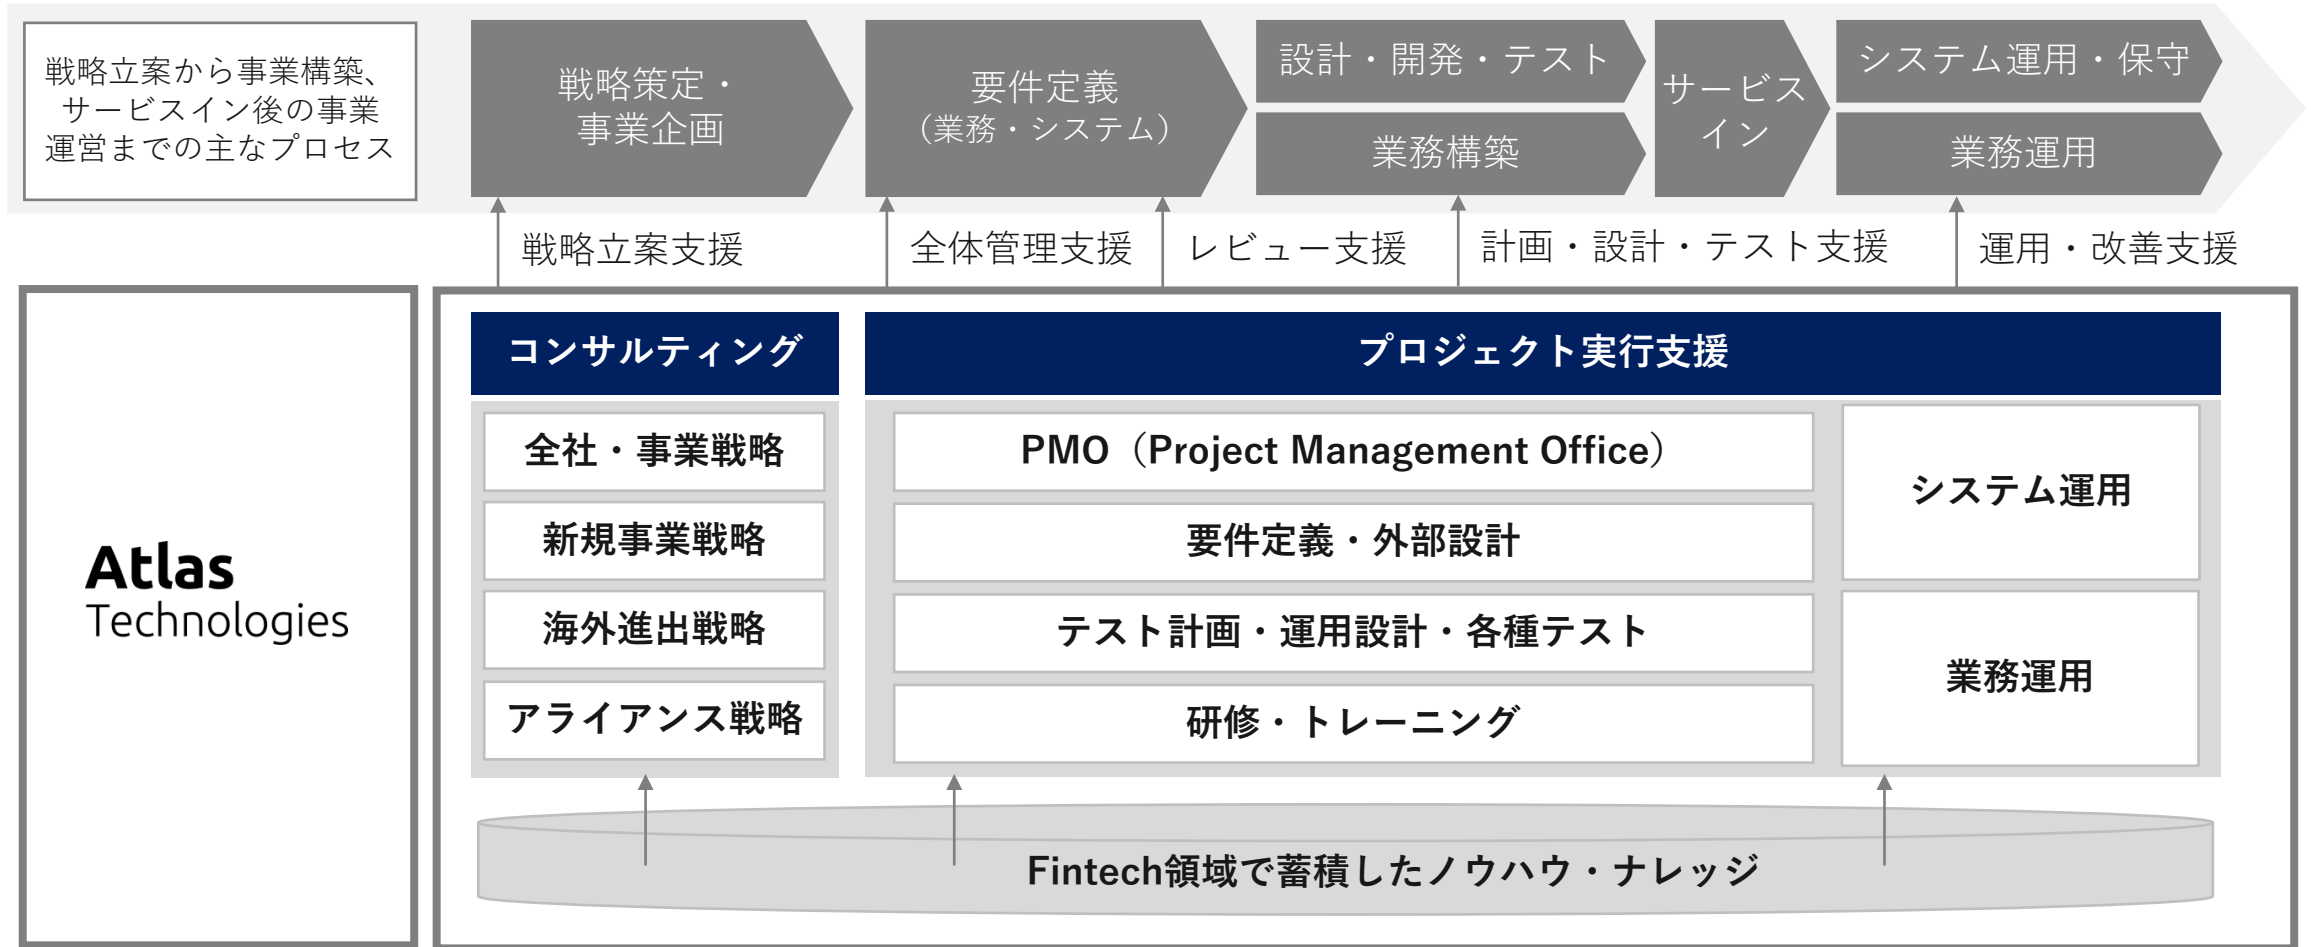 戦略立案から事業構築、
サービスイン後の事業
運営までの主なプロセス
戦略策定・
事業企画
要件定義
（業務・システム）
設計・開発・テスト
業務構築
サービス
イン
システム運用・保守
業務運用
戦略立案支援
全体管理支援
レビュー支援
計画・設計・テスト支援
運用・改善支援
Atlas
Technologies
コンサルティング
全社・事業戦略
新規事業戦略
海外進出戦略
アライアンス戦略
プロジェクト実行支援
PMO（Project Management Office）
要件定義・外部設計
テスト計画・運用設計・各種テスト
研修・トレーニング
システム運用
業務運用
Fintech領域で蓄積したノウハウ・ナレッジ